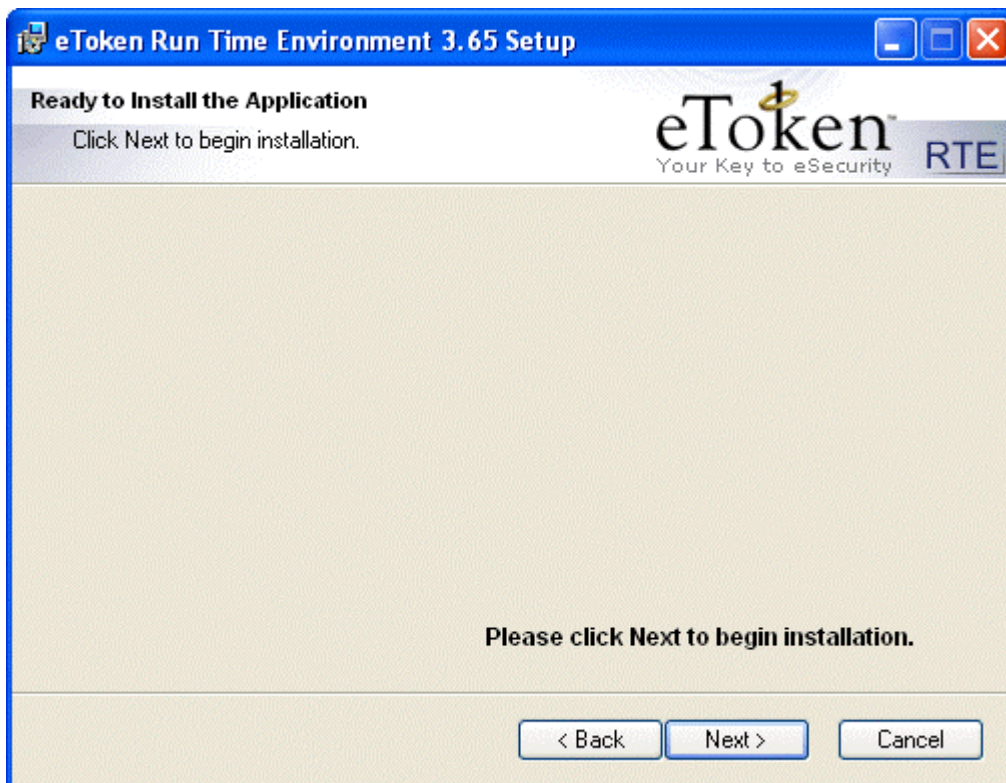 eToken Run Time Environment 3.65 Setup
Ready to Install the Application
Click Next to begin installation.
eToken™
Your Key to eSecurity
RTE
Please click Next to begin installation.
< Back
Next >
Cancel